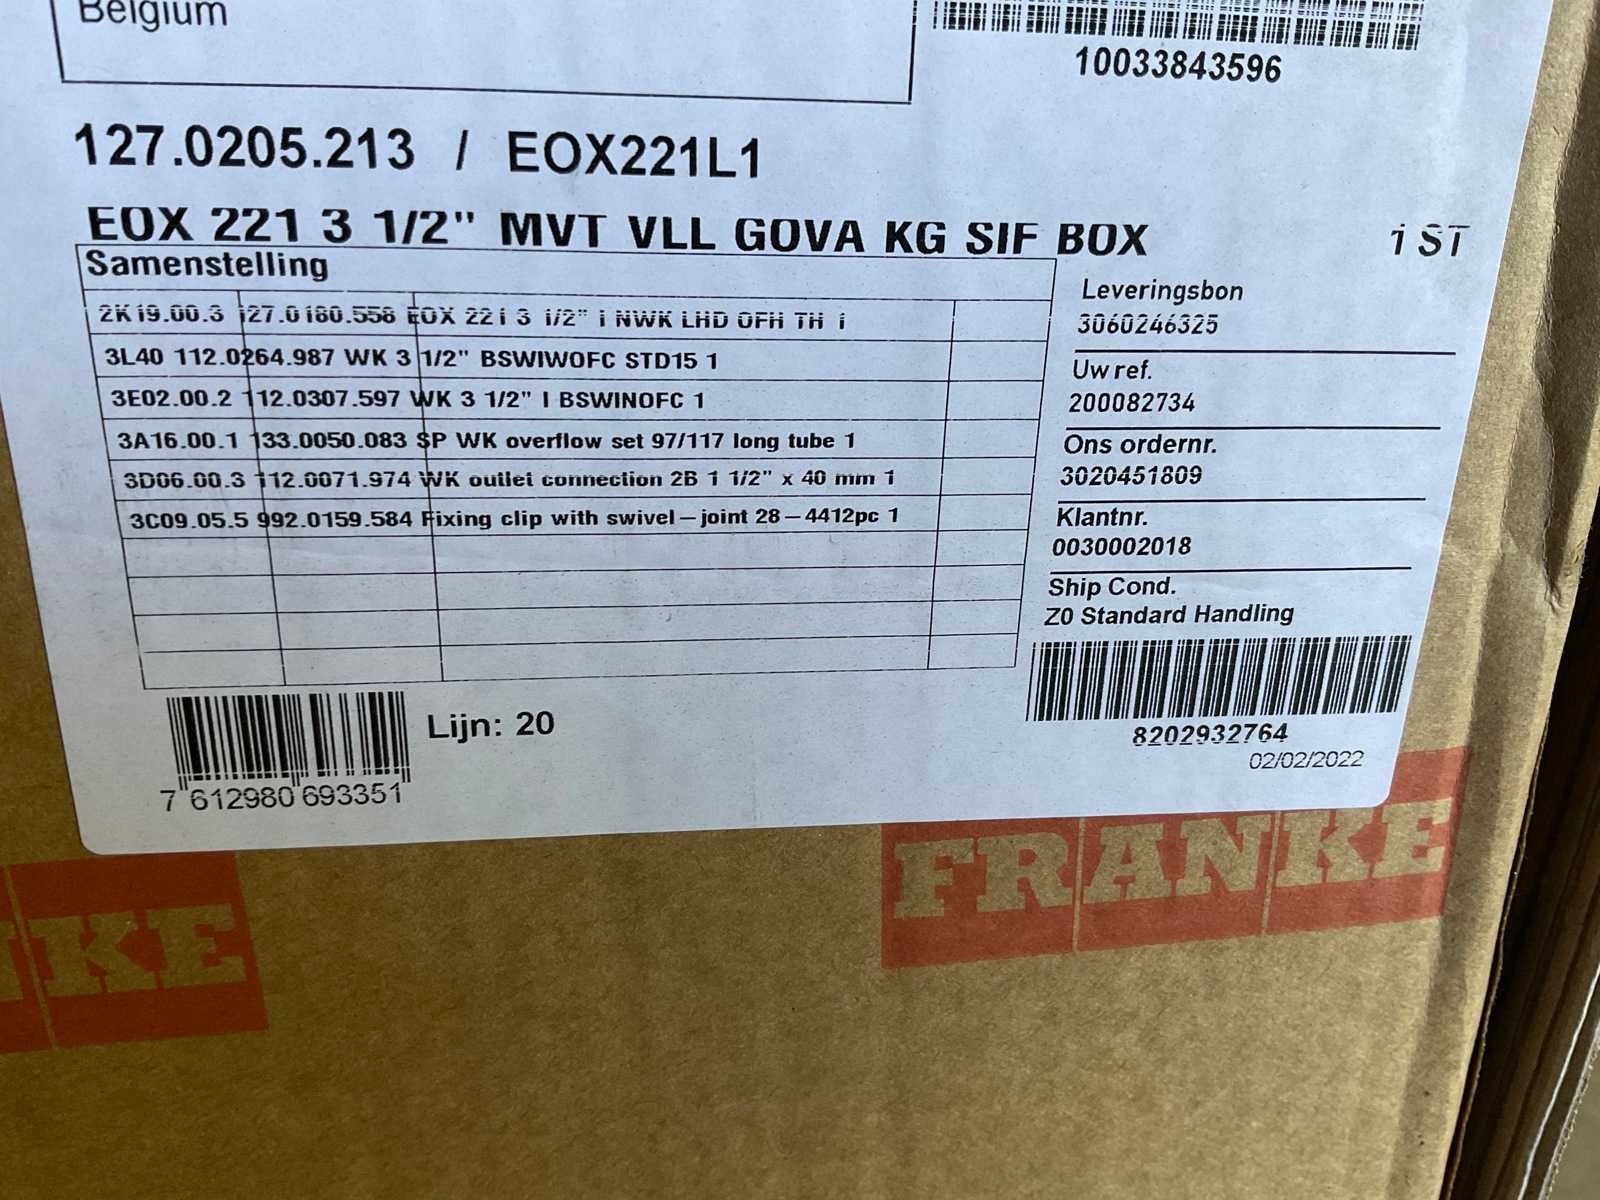 Belgium
10033843596
127.0205.213 / EOX221L1
EOX 221 3 1/2" MVT VLL GOVA KG SIF BOX 1 ST
Samenstelling
2K19.00.3 127.0180.558 EOX 221 3 1/2" I NWK LHD OFH TH 1
3L40 112.0264.987 WK 3 1/2" BSWIWOFC STD15 1
3E02.00.2 112.0307.597 WK 3 1/2" I BSWINOFC 1
3A16.00.1 133.0050.083 SP WK overflow set 97/117 long tube 1
3D06.00.3 112.0071.974 WK outlet connection 2B 1 1/2" x 40 mm 1
3C09.05.5 992.0159.584 Fixing clip with swivel-joint 28-4412pc 1
Leveringsbon
3060246325
Uw ref.
200082734
Ons ordernr.
3020451809
Klantnr.
0030002018
Ship Cond.
Z0 Standard Handling
8202932764
02/02/2022
Lijn: 20
7 612980 693351
FRANKE
KE